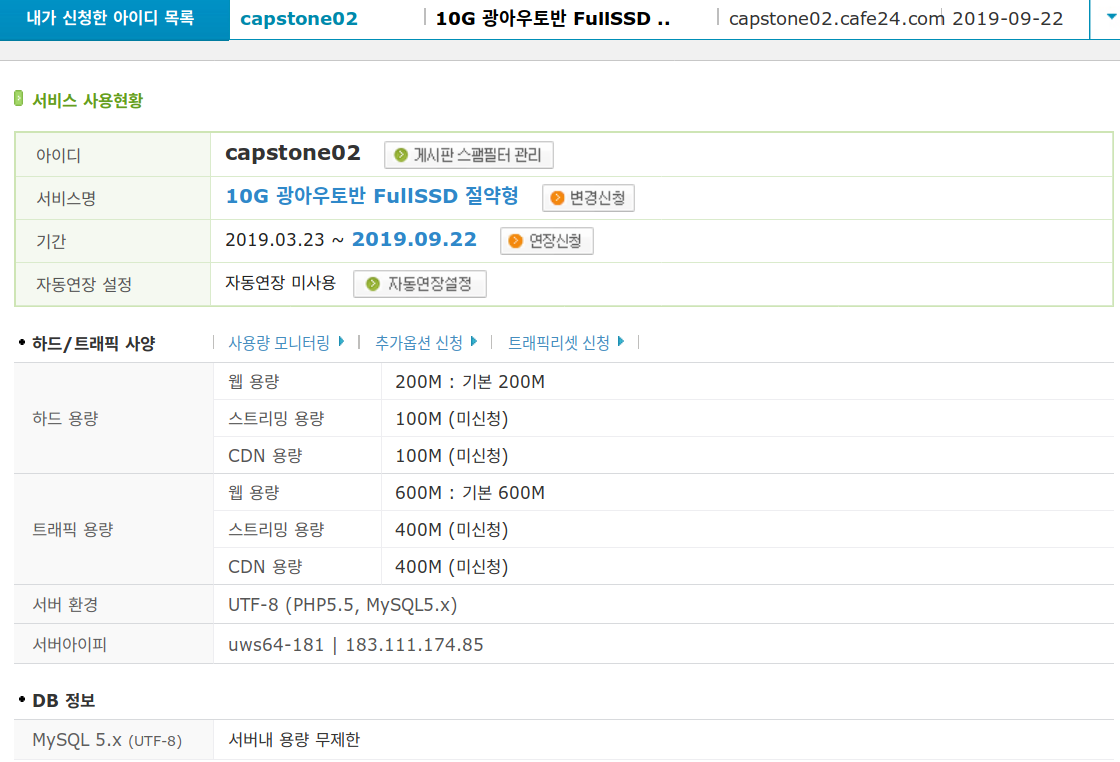 내가 신청한 아이디 목록 capstone02 10G 광아우토반 FullSSD .. capstone02.cafe24.com 2019-09-22
서비스 사용현황
아이디 capstone02 게시판 스팸필터 관리
서비스명 10G 광아우토반 FullSSD 절약형 변경신청
기간 2019.03.23 ~ 2019.09.22 연장신청
자동연장 설정 자동연장 미사용 자동연장설정
하드/트래픽 사양 사용량 모니터링 추가옵션 신청 트래픽리셋 신청
하드 용량 웹 용량 200M : 기본 200M
스트리밍 용량 100M (미신청)
CDN 용량 100M (미신청)
트래픽 용량 웹 용량 600M : 기본 600M
스트리밍 용량 400M (미신청)
CDN 용량 400M (미신청)
서버 환경 UTF-8 (PHP5.5, MySQL5.x)
서버아이피 uws64-181 | 183.111.174.85
DB 정보
MySQL 5.x (UTF-8) 서버내 용량 무제한